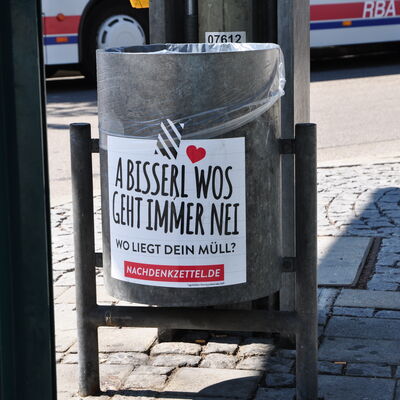 RBA
07612
A BISSERL WOS
GEHT IMMER NEI
WO LIEGT DEIN MÜLL?
NACHDENKZETTEL.DE